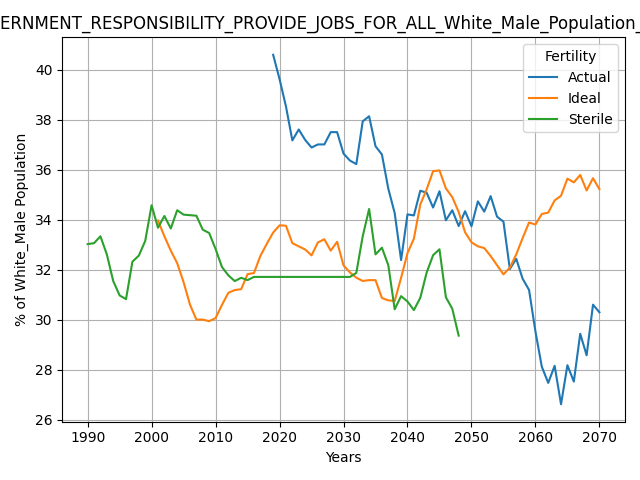 ERNMENT_RESPONSIBILITY_PROVIDE_JOBS_FOR_ALL_White_Male_Population_
Fertility
Actual
Ideal
Sterile
% of White_Male Population
40
38
36
34
32
30
28
26
1990 2000 2010 2020 2030 2040 2050 2060 2070
Years